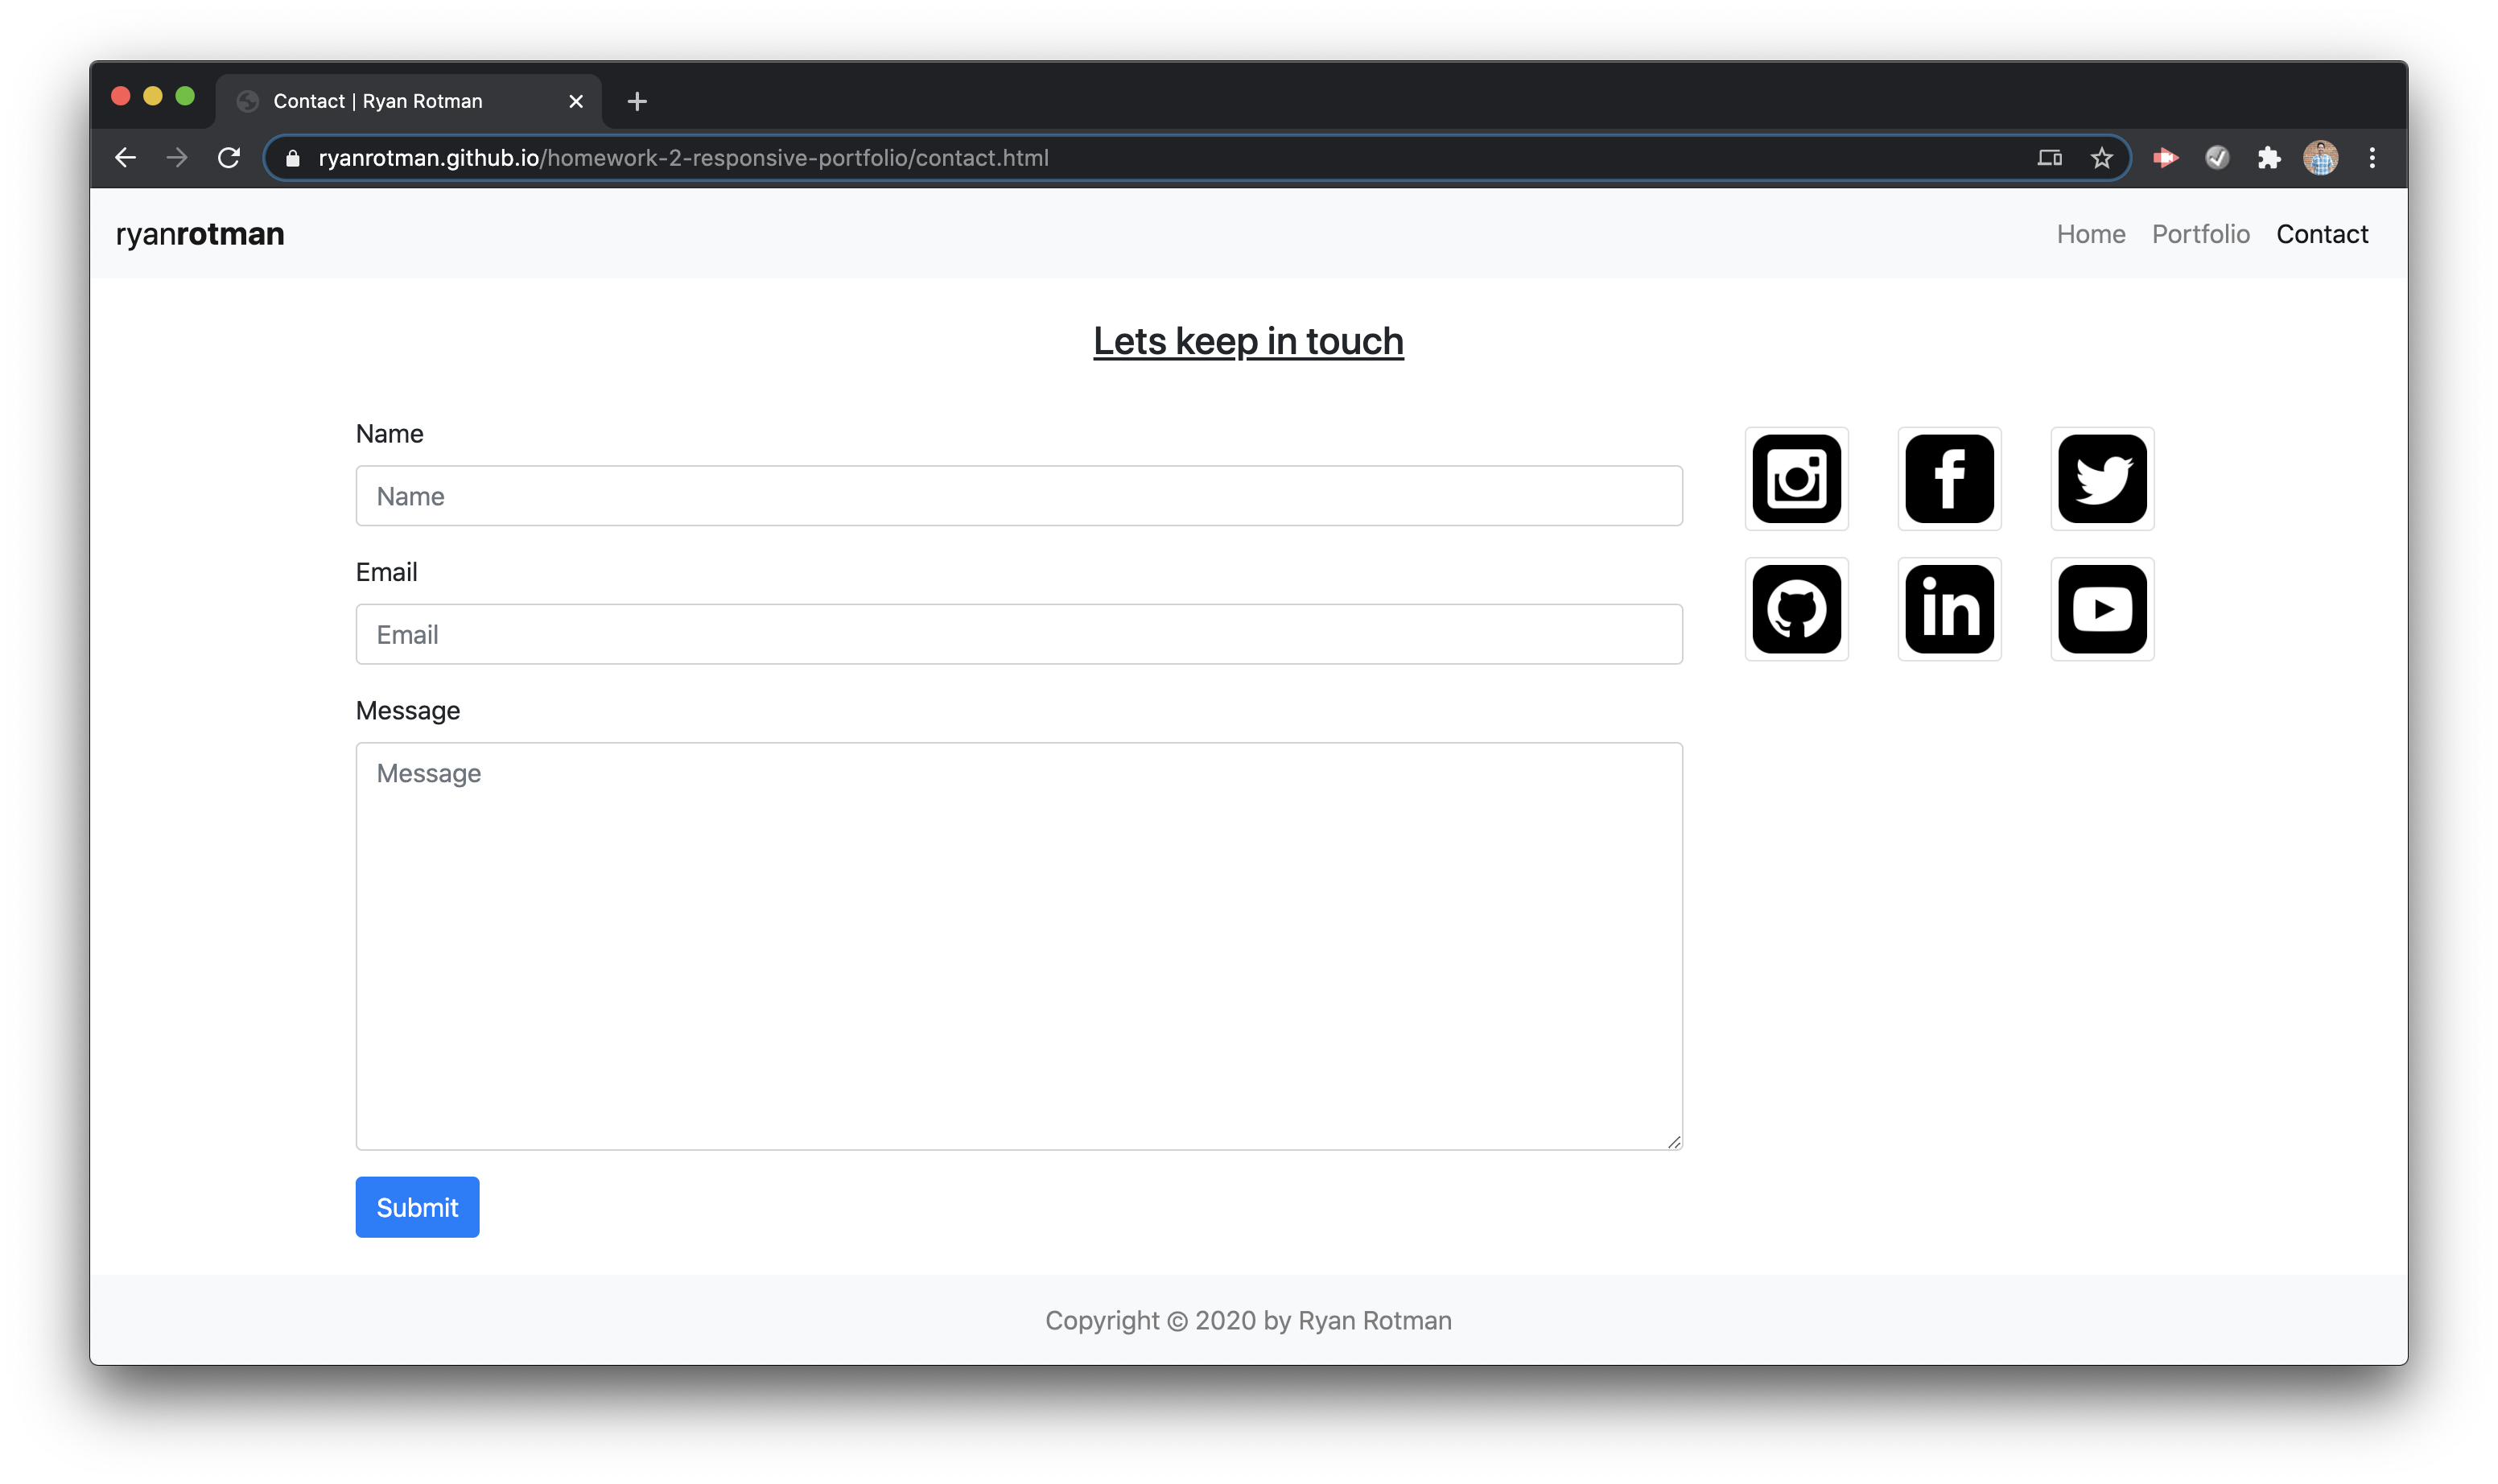 Contact | Ryan Rotman
ryanrotman.github.io/homework-2-responsive-portfolio/contact.html
ryanrotman
Home Portfolio Contact
Lets keep in touch
Name
Name
Email
Email
Message
Message
Submit
Copyright © 2020 by Ryan Rotman